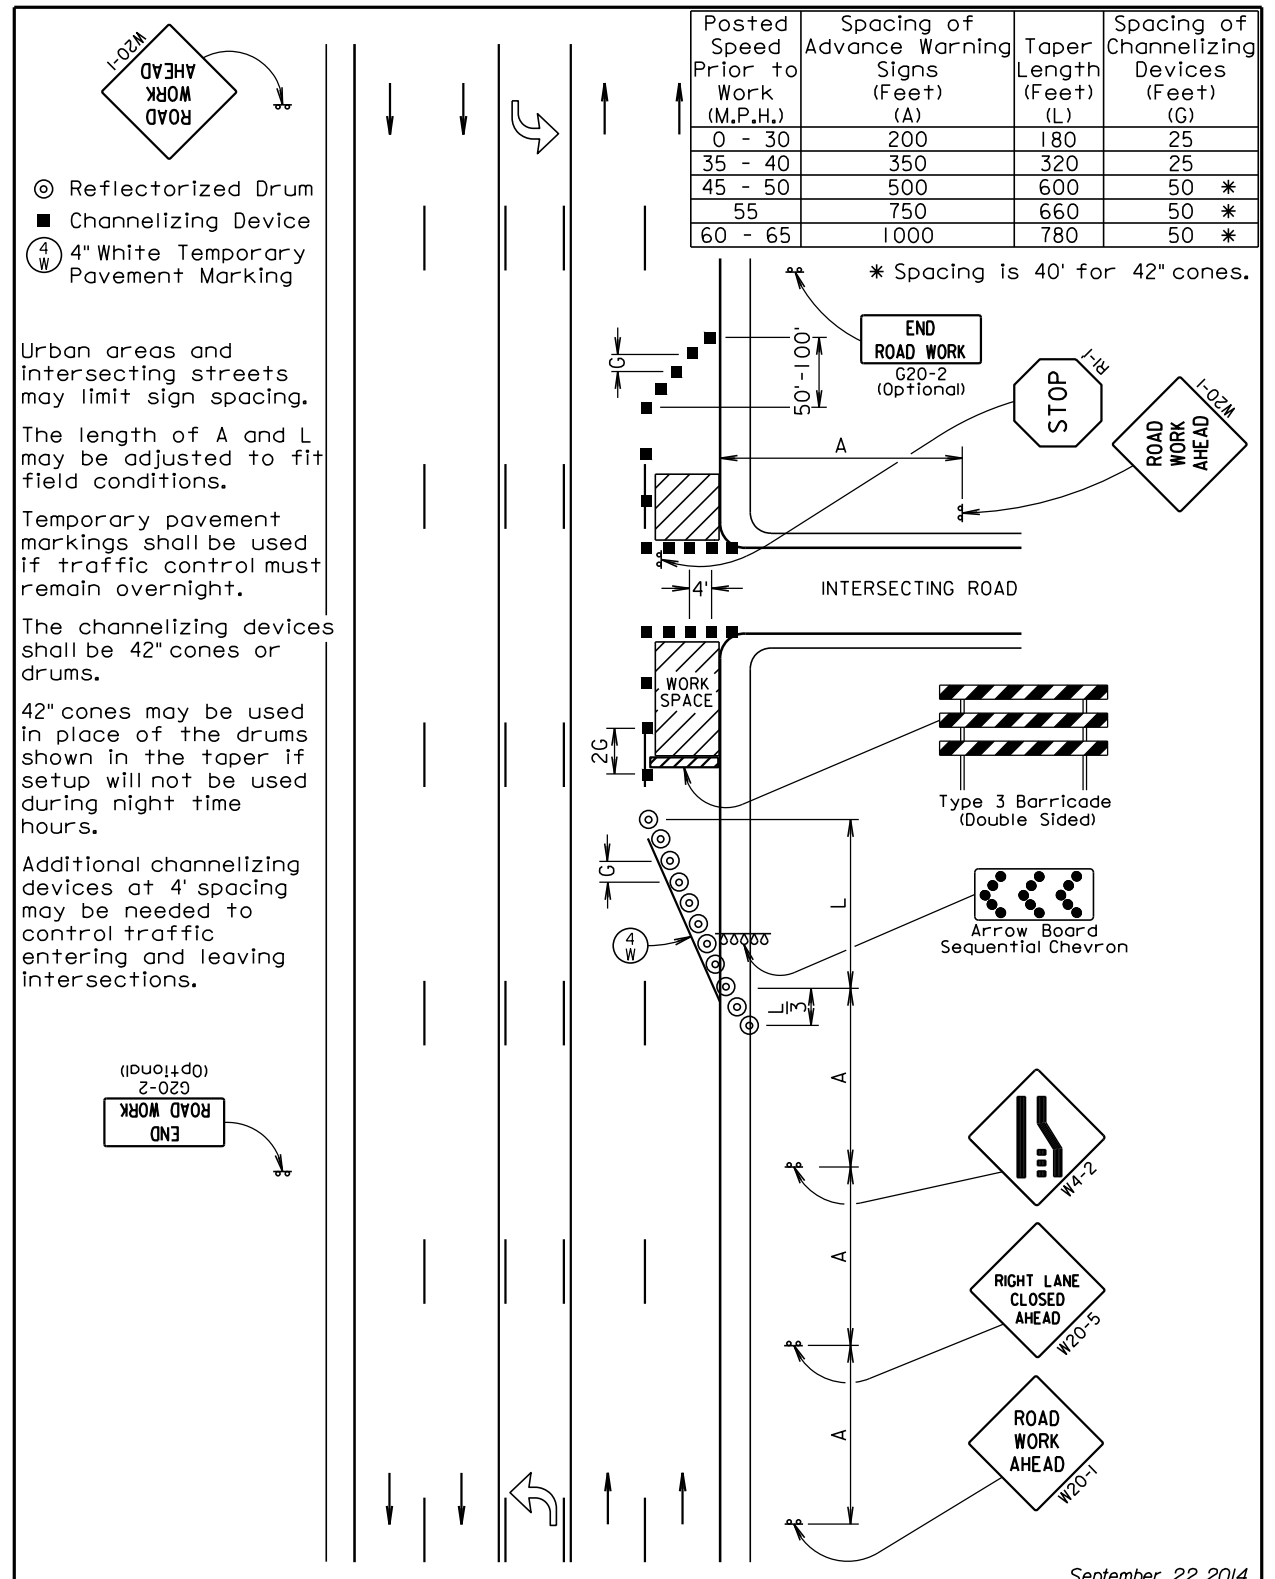 W20-1
ROAD
WORK
AHEAD
Reflectorized Drum
Channelizing Device
4
W
4" White Temporary
Pavement Marking
Urban areas and
intersecting streets
may limit sign spacing.
The length of A and L
may be adjusted to fit
field conditions.
Temporary pavement
markings shall be used
if traffic control must
remain overnight.
The channelizing devices
shall be 42" cones or
drums.
42" cones may be used
in place of the drums
shown in the taper if
setup will not be used
during night time
hours.
Additional channelizing
devices at 4' spacing
may be needed to
control traffic
entering and leaving
intersections.
END
ROAD WORK
G20-2
(Optional)
Posted Speed Prior to Work (M.P.H.) | Spacing of Advance Warning Signs (Feet) (A) | Taper Length (Feet) (L) | Spacing of Channelizing Devices (Feet) (G)
0 - 30 200 180 25
35 - 40 350 320 25
45 - 50 500 600 50 *
55 750 660 50 *
60 - 65 1000 780 50 *
* Spacing is 40' for 42" cones.
END
ROAD WORK
G20-2
(Optional)
G
50'-100'
STOP
R1-1
ROAD
WORK
AHEAD
W20-1
A
4'
INTERSECTING ROAD
WORK
SPACE
2G
Type 3 Barricade
(Double Sided)
G
L
4
W
Arrow Board
Sequential Chevron
L
3
A
W4-2
A
RIGHT LANE
CLOSED
AHEAD
W20-5
A
ROAD
WORK
AHEAD
W20-1
September 22 2014